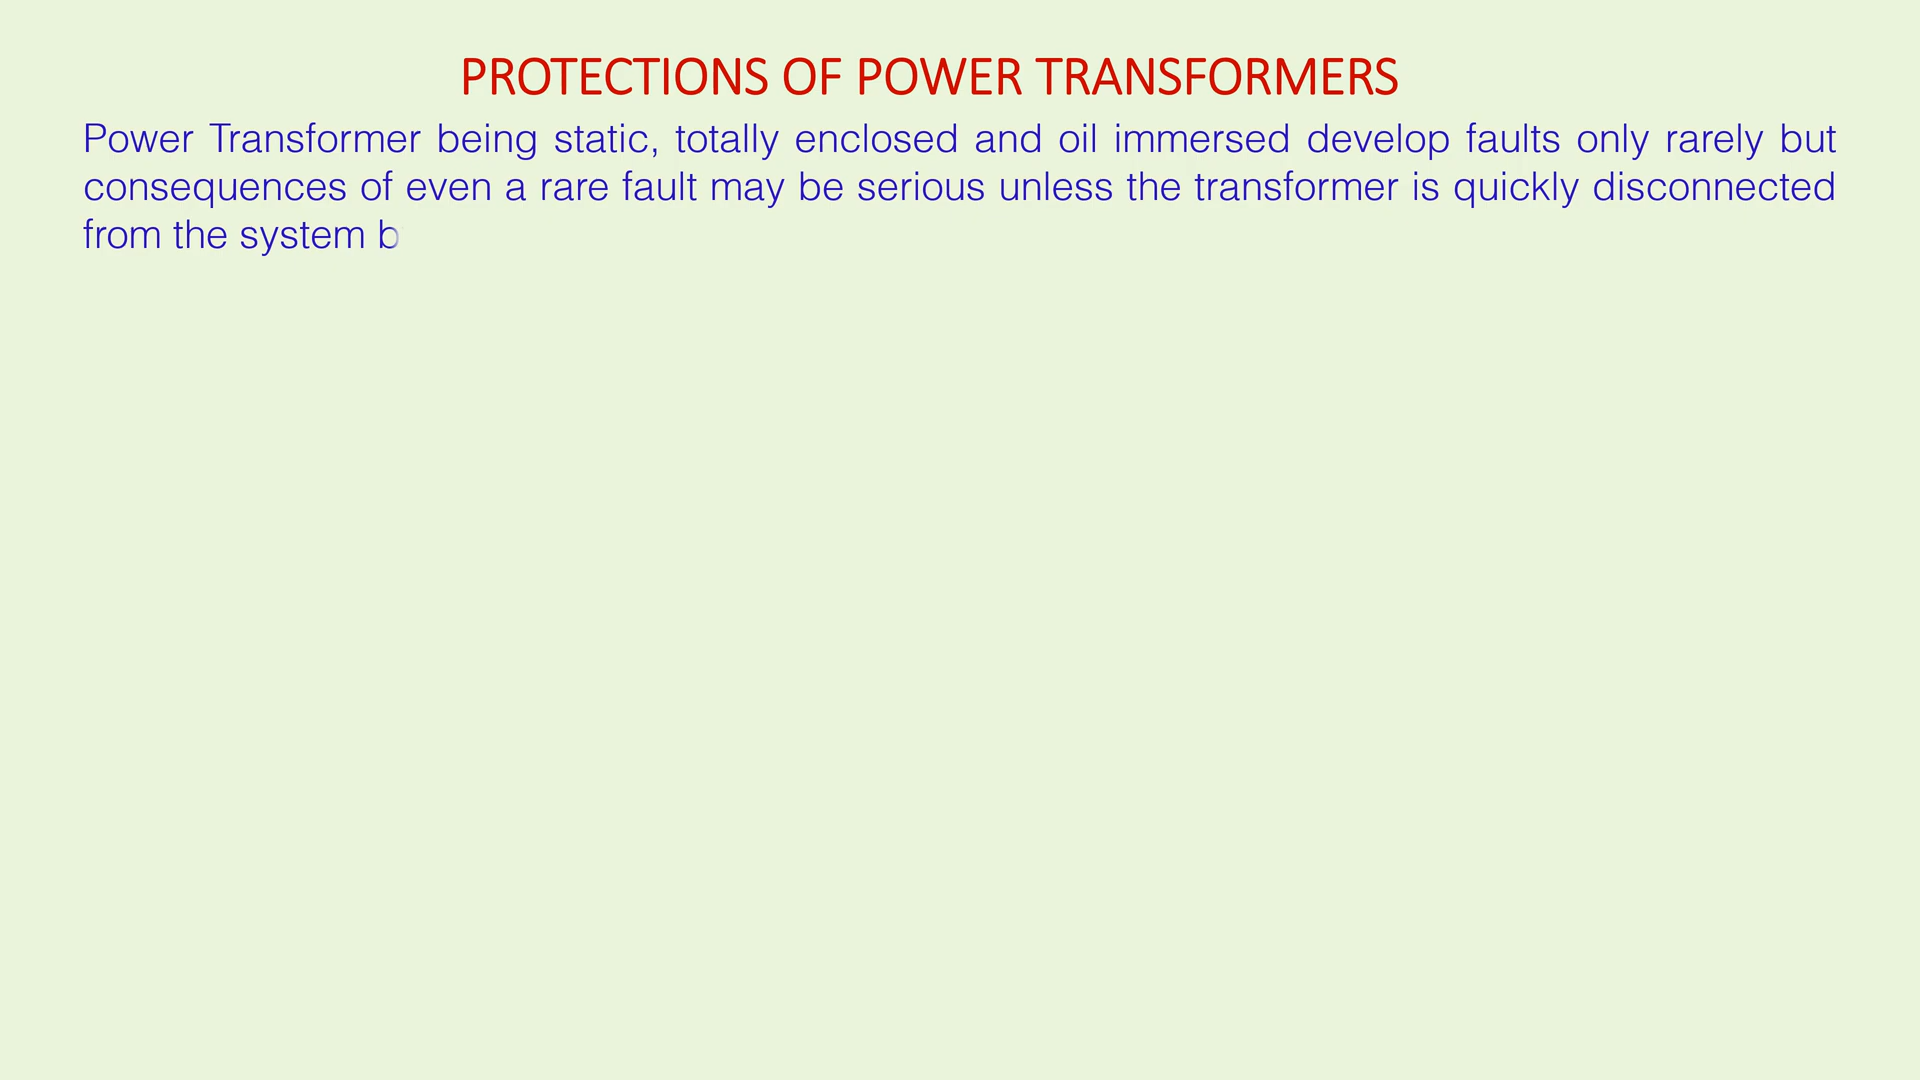 PROTECTIONS OF POWER TRANSFORMERS
Power Transformer being static, totally enclosed and oil immersed develop faults only rarely but
consequences of even a rare fault may be serious unless the transformer is quickly disconnected
from the system b